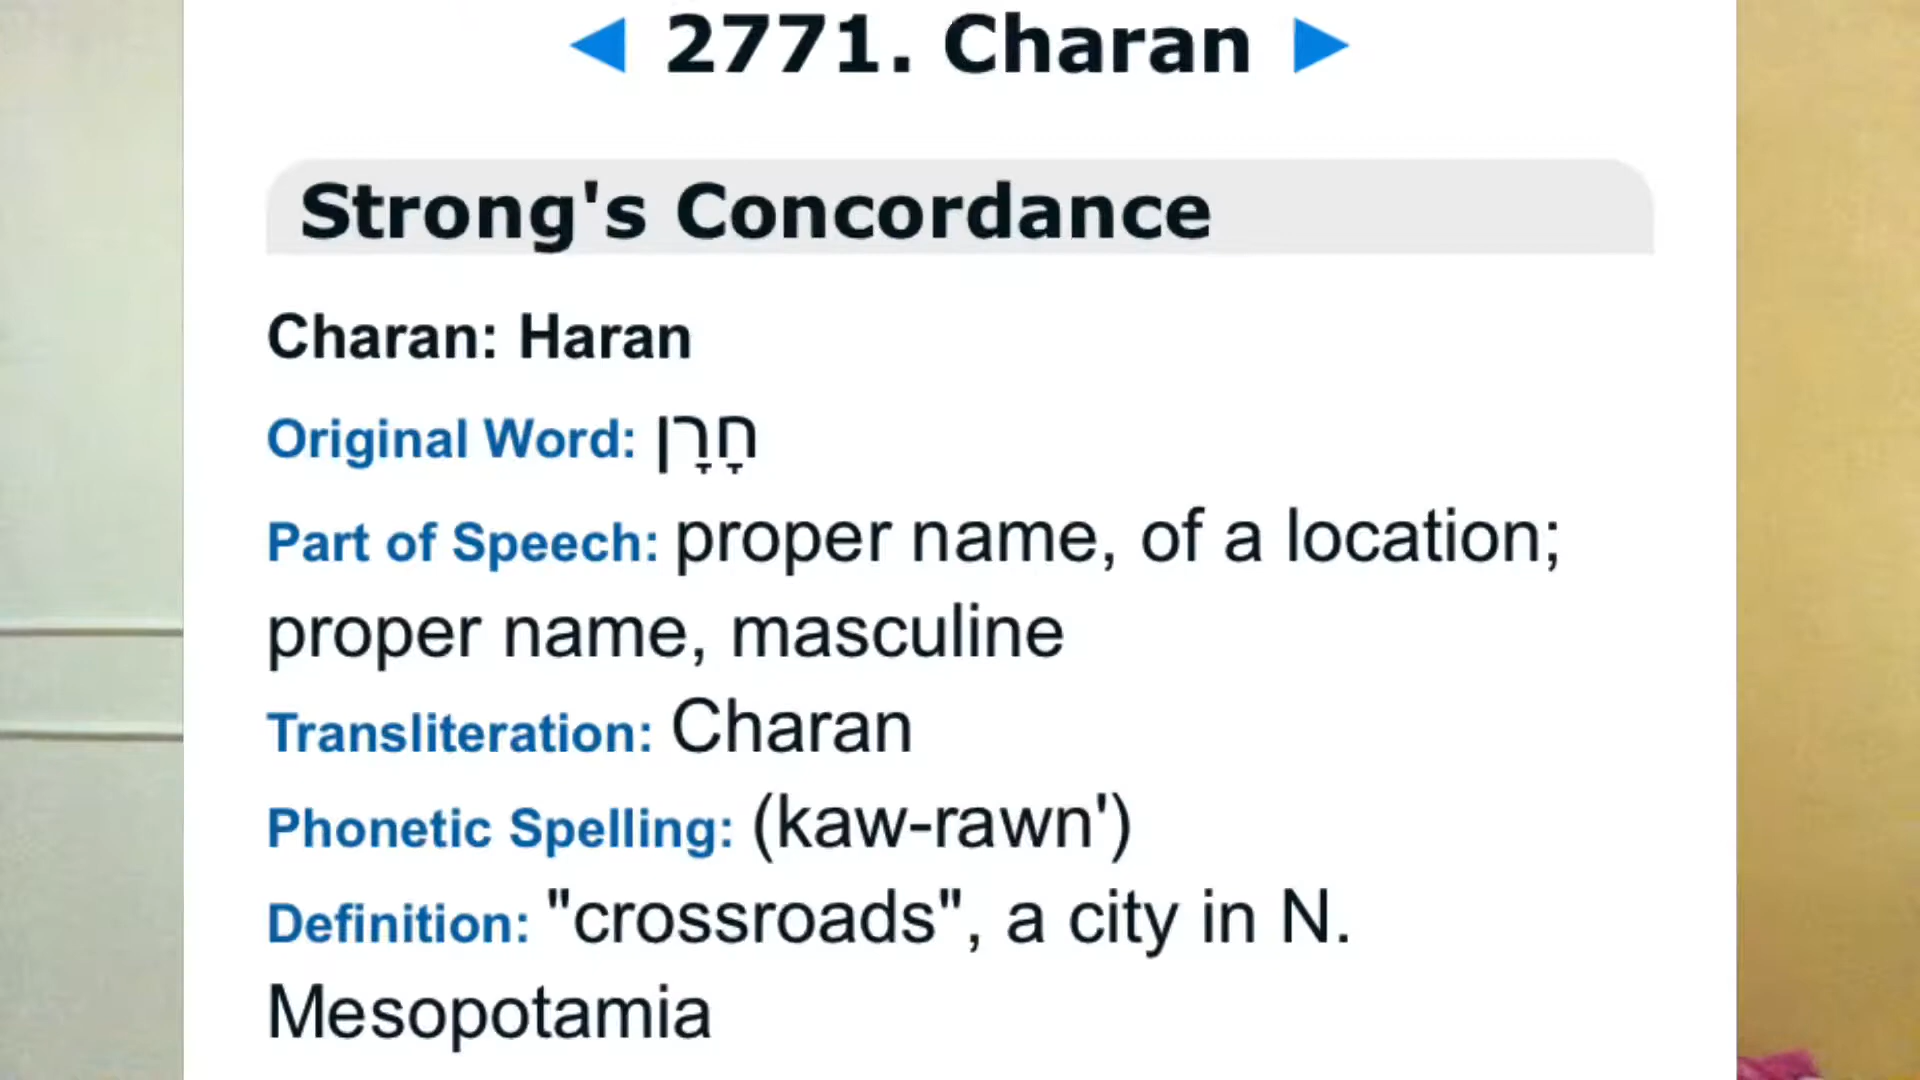 2771. Charan
Strong's Concordance
Charan: Haran
Original Word: חָרָן
Part of Speech: proper name, of a location;
proper name, masculine
Transliteration: Charan
Phonetic Spelling: (kaw-rawn')
Definition: "crossroads", a city in N.
Mesopotamia